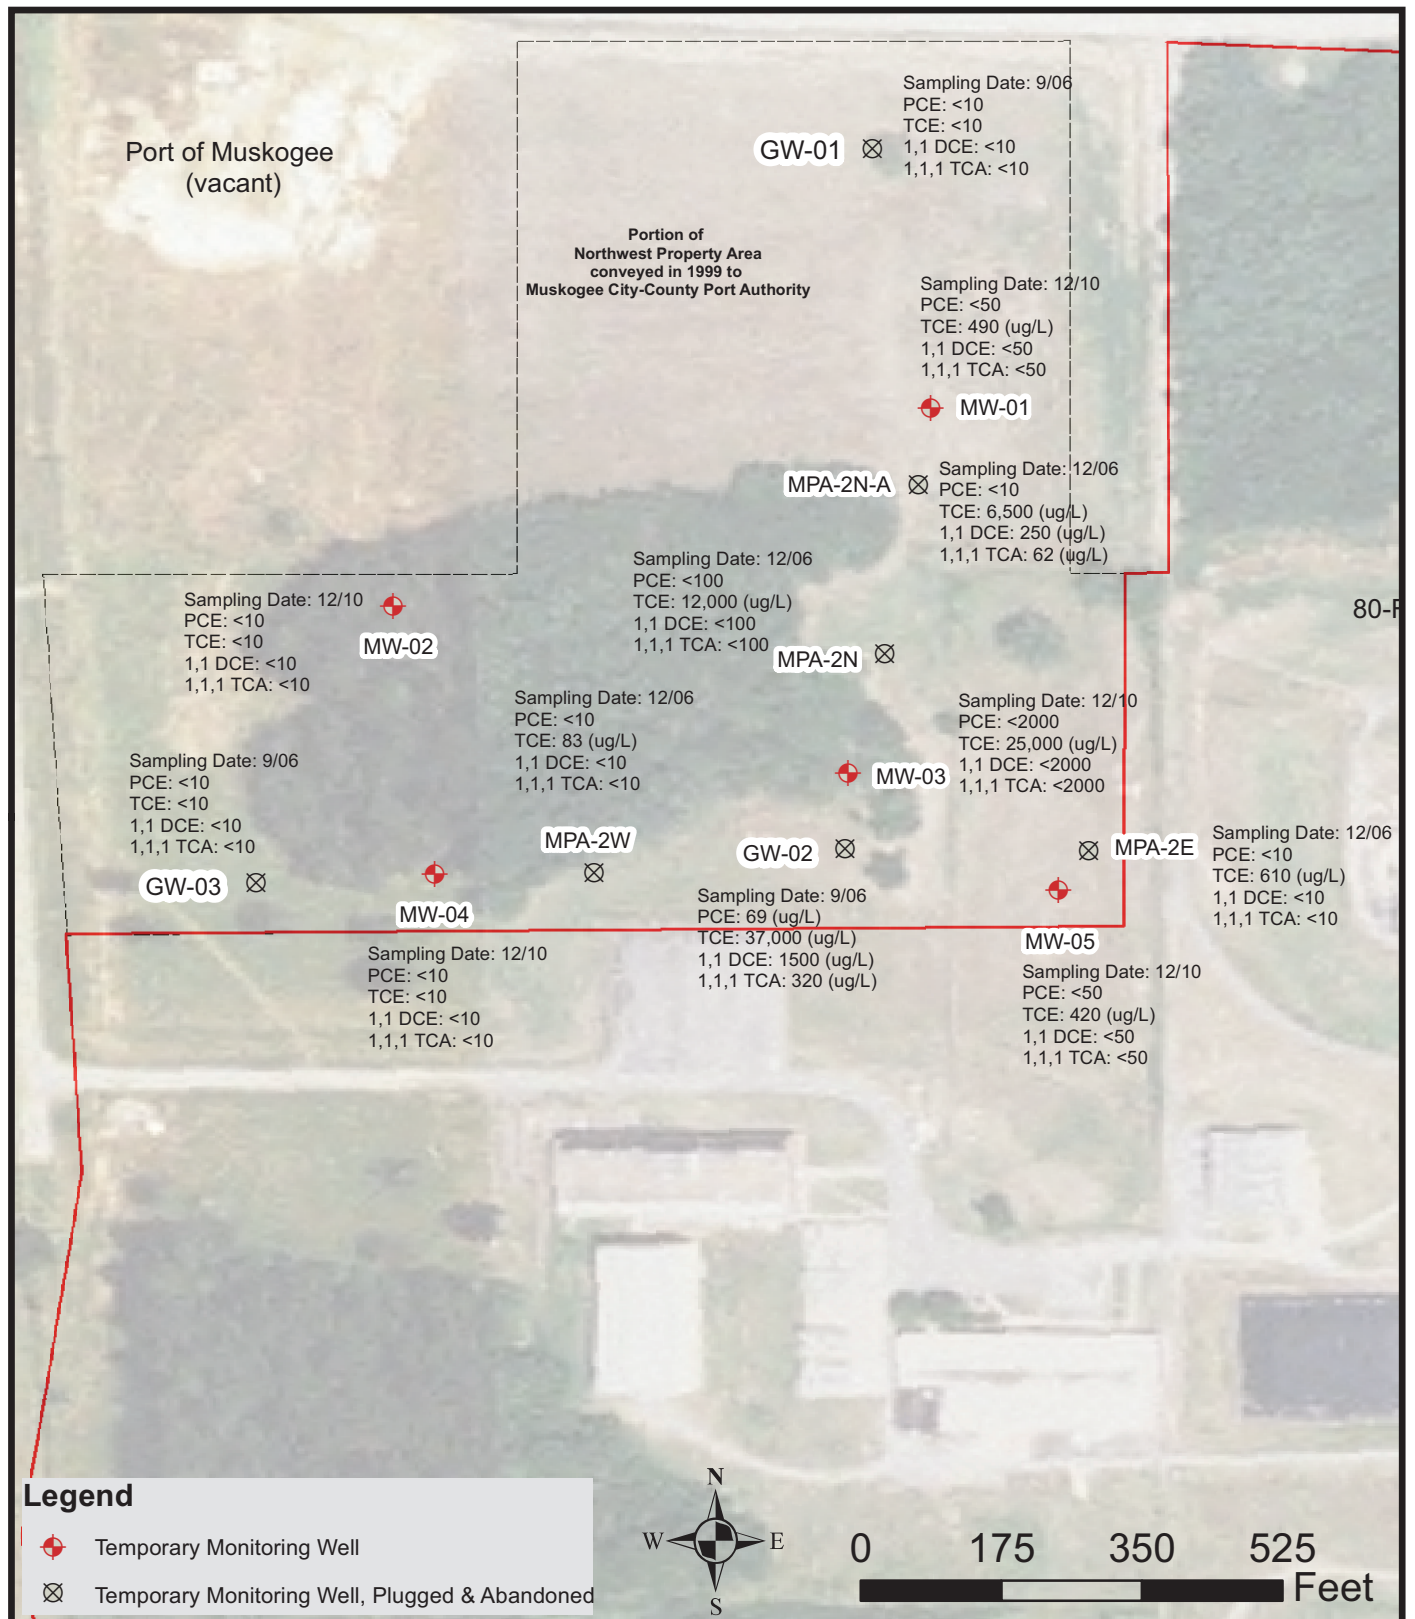 Port of Muskogee
(vacant)
Sampling Date: 9/06
PCE: <10
TCE: <10
1,1 DCE: <10
1,1,1 TCA: <10
GW-01
Portion of
Northwest Property Area
conveyed in 1999 to
Muskogee City-County Port Authority
Sampling Date: 12/10
PCE: <50
TCE: 490 (ug/L)
1,1 DCE: <50
1,1,1 TCA: <50
MW-01
MPA-2N-A
Sampling Date: 12/06
PCE: <10
TCE: 6,500 (ug/L)
1,1 DCE: 250 (ug/L)
1,1,1 TCA: 62 (ug/L)
Sampling Date: 12/06
PCE: <100
TCE: 12,000 (ug/L)
1,1 DCE: <100
1,1,1 TCA: <100
MPA-2N
Sampling Date: 12/10
PCE: <10
TCE: <10
1,1 DCE: <10
1,1,1 TCA: <10
MW-02
80-
Sampling Date: 12/06
PCE: <10
TCE: 83 (ug/L)
1,1 DCE: <10
1,1,1 TCA: <10
MPA-2W
Sampling Date: 12/10
PCE: <2000
TCE: 25,000 (ug/L)
1,1 DCE: <2000
1,1,1 TCA: <2000
MW-03
Sampling Date: 9/06
PCE: <10
TCE: <10
1,1 DCE: <10
1,1,1 TCA: <10
GW-03
GW-02
Sampling Date: 9/06
PCE: 69 (ug/L)
TCE: 37,000 (ug/L)
1,1 DCE: 1500 (ug/L)
1,1,1 TCA: 320 (ug/L)
MPA-2E
Sampling Date: 12/06
PCE: <10
TCE: 610 (ug/L)
1,1 DCE: <10
1,1,1 TCA: <10
MW-04
Sampling Date: 12/10
PCE: <10
TCE: <10
1,1 DCE: <10
1,1,1 TCA: <10
MW-05
Sampling Date: 12/10
PCE: <50
TCE: 420 (ug/L)
1,1 DCE: <50
1,1,1 TCA: <50
Legend
Temporary Monitoring Well
Temporary Monitoring Well, Plugged & Abandoned
N
W E
S
0 175 350 525
Feet